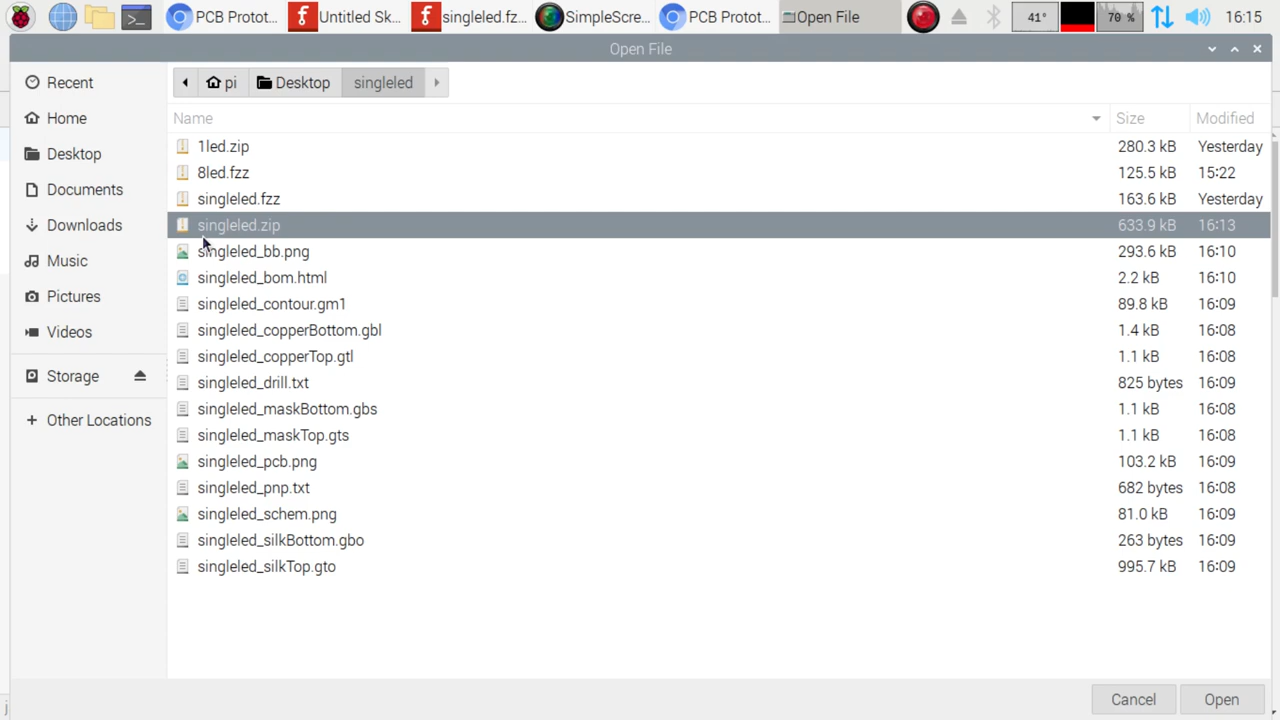 PCB Protot... Untitled Sk... singleled.fz... SimpleScre... PCB Protot... Open File 41° 70 % 16:15
Open File
Recent
Home
Desktop
Documents
Downloads
Music
Pictures
Videos
Storage
Other Locations
pi Desktop singleled
Name Size Modified
1led.zip 280.3 kB Yesterday
8led.fzz 125.5 kB 15:22
singleled.fzz 163.6 kB Yesterday
singleled.zip 633.9 kB 16:13
singleled_bb.png 293.6 kB 16:10
singleled_bom.html 2.2 kB 16:10
singleled_contour.gm1 89.8 kB 16:09
singleled_copperBottom.gbl 1.4 kB 16:08
singleled_copperTop.gtl 1.1 kB 16:08
singleled_drill.txt 825 bytes 16:09
singleled_maskBottom.gbs 1.1 kB 16:08
singleled_maskTop.gts 1.1 kB 16:08
singleled_pcb.png 103.2 kB 16:09
singleled_pnp.txt 682 bytes 16:08
singleled_schem.png 81.0 kB 16:09
singleled_silkBottom.gbo 263 bytes 16:09
singleled_silkTop.gto 995.7 kB 16:09
Cancel Open